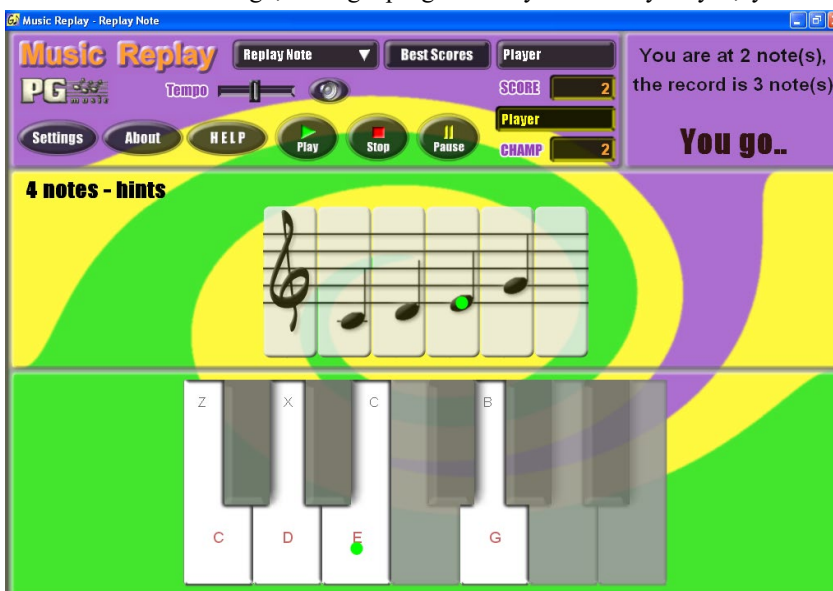 Music Replay - Replay Note
Music Replay
Replay Note
Best Scores
Player
PG music
Tempo
SCORE 2
Player
CHAMP 2
Settings
About
HELP
Play
Stop
Pause
You are at 2 note(s),
the record is 3 note(s)
You go..
4 notes - hints
Z X C B
C D E G